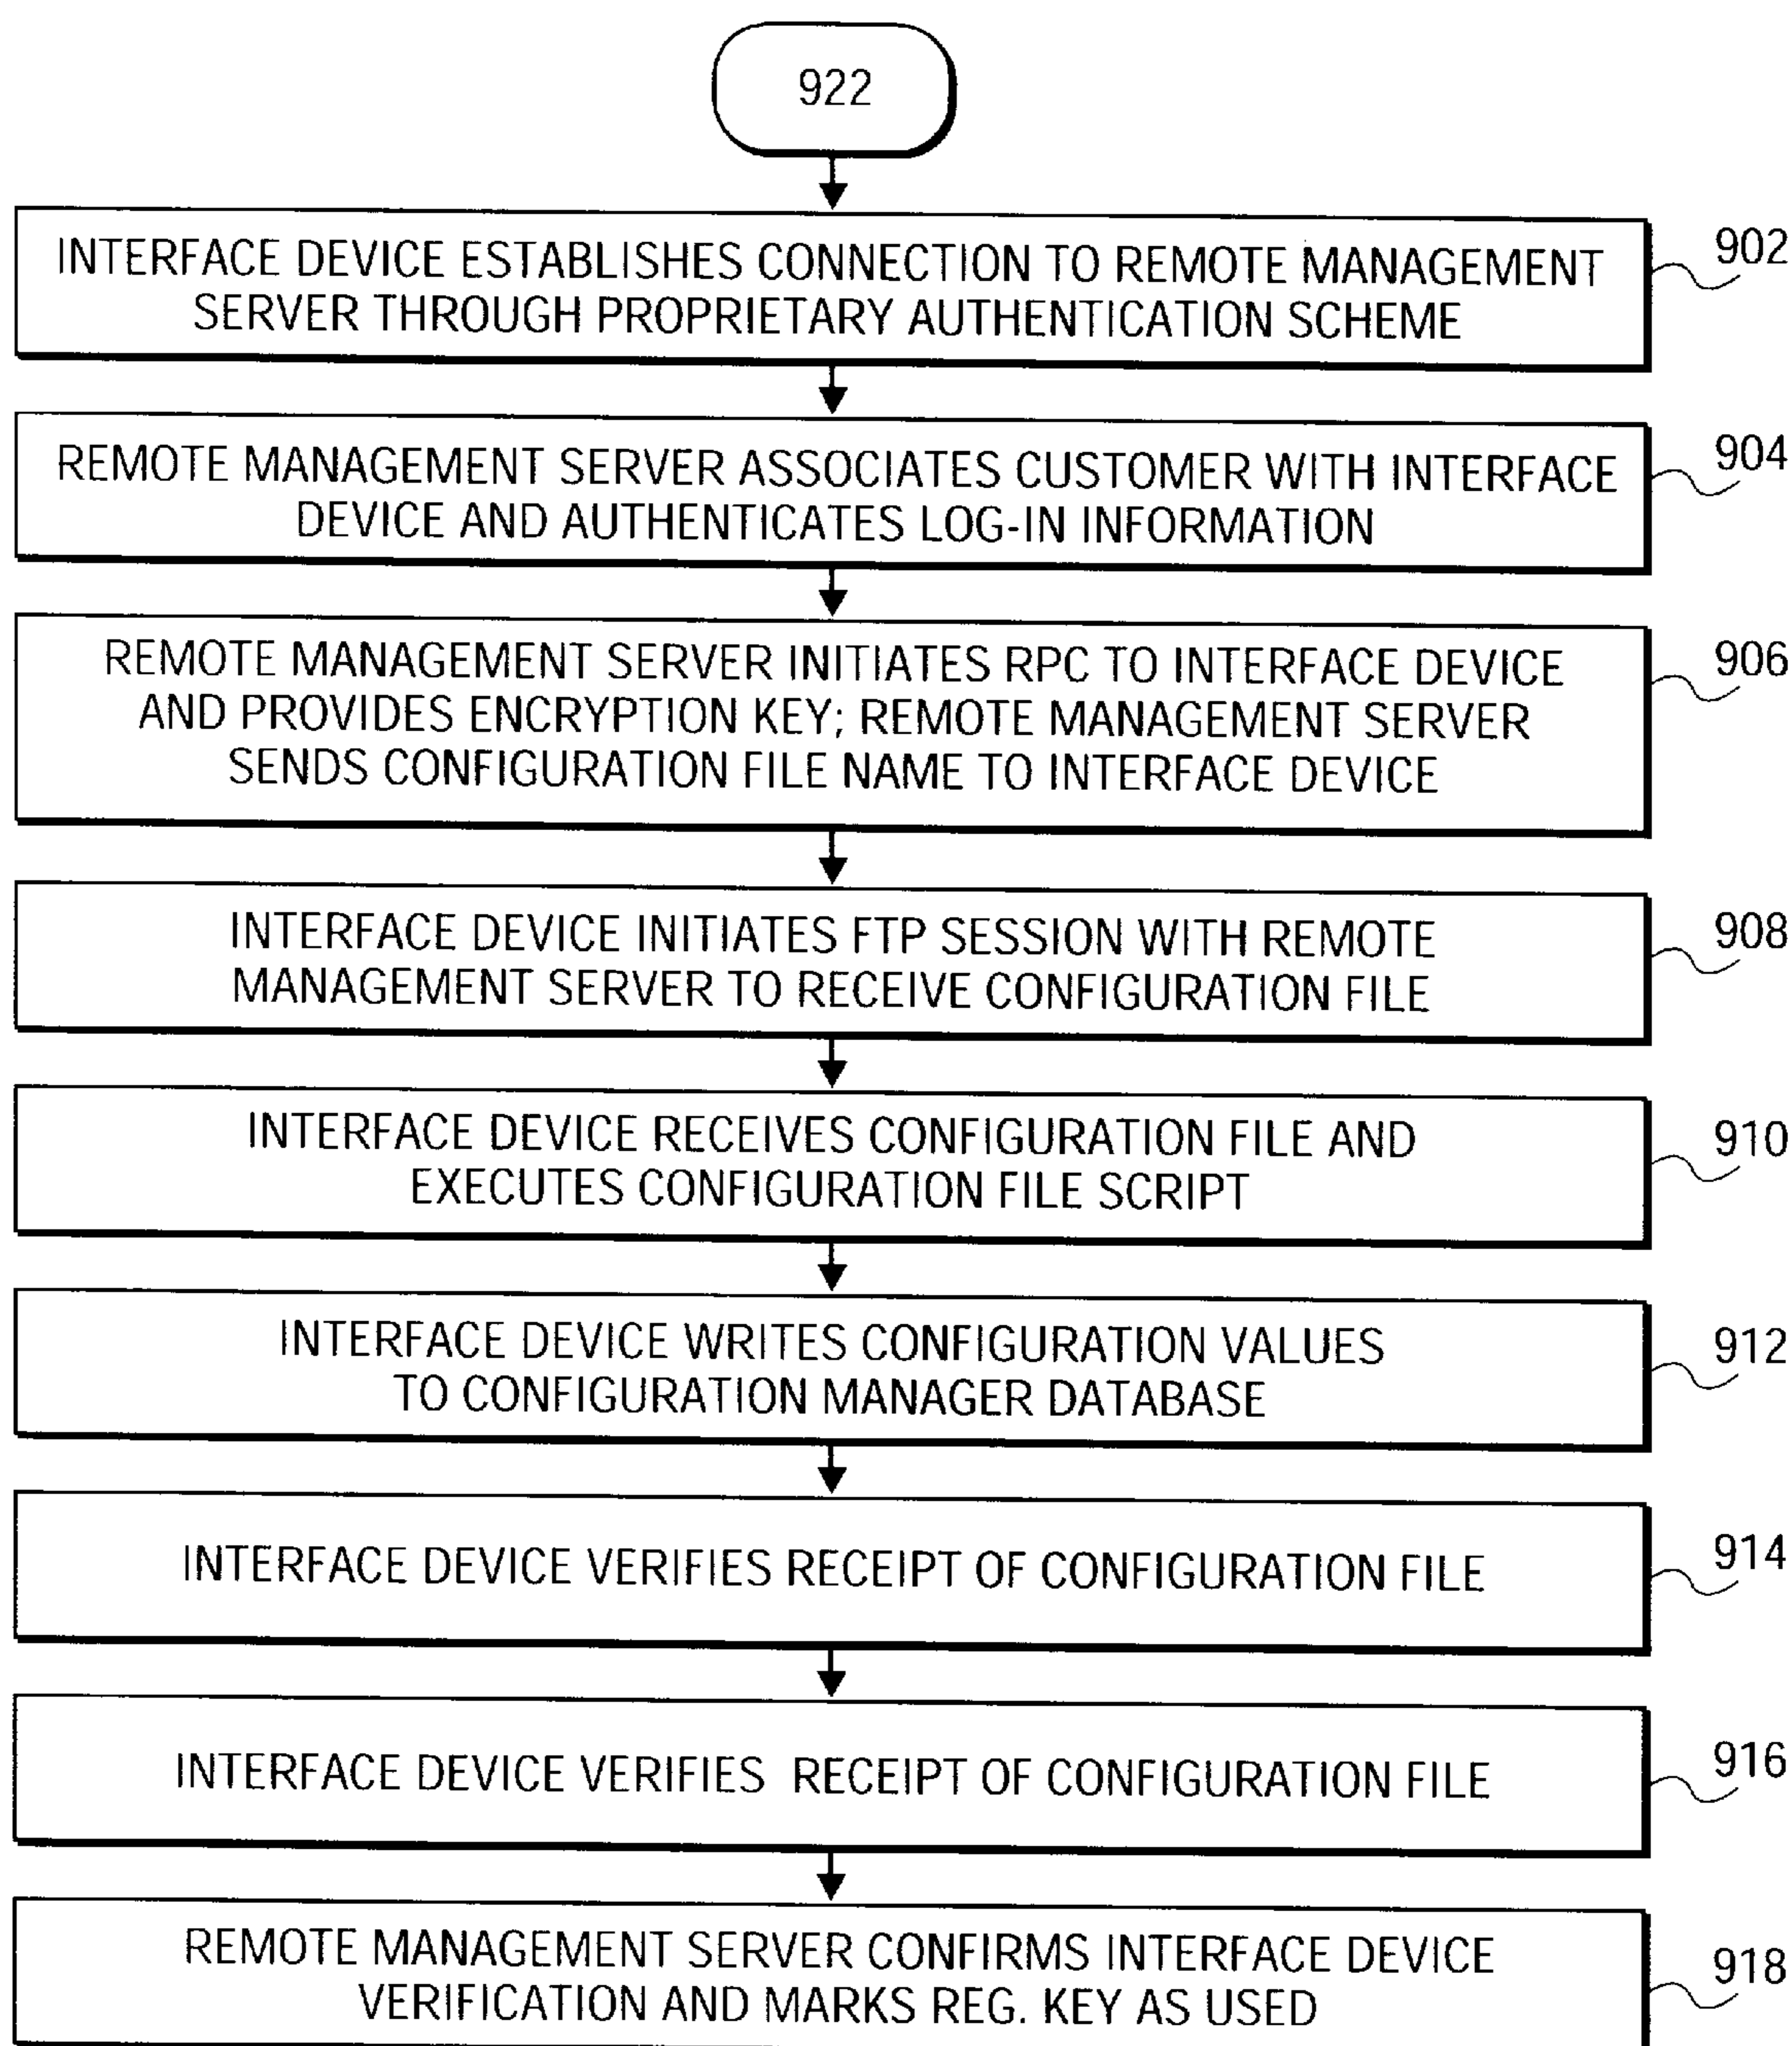 922
INTERFACE DEVICE ESTABLISHES CONNECTION TO REMOTE MANAGEMENT
SERVER THROUGH PROPRIETARY AUTHENTICATION SCHEME
902
REMOTE MANAGEMENT SERVER ASSOCIATES CUSTOMER WITH INTERFACE
DEVICE AND AUTHENTICATES LOG-IN INFORMATION
904
REMOTE MANAGEMENT SERVER INITIATES RPC TO INTERFACE DEVICE
AND PROVIDES ENCRYPTION KEY; REMOTE MANAGEMENT SERVER
SENDS CONFIGURATION FILE NAME TO INTERFACE DEVICE
906
INTERFACE DEVICE INITIATES FTP SESSION WITH REMOTE
MANAGEMENT SERVER TO RECEIVE CONFIGURATION FILE
908
INTERFACE DEVICE RECEIVES CONFIGURATION FILE AND
EXECUTES CONFIGURATION FILE SCRIPT
910
INTERFACE DEVICE WRITES CONFIGURATION VALUES
TO CONFIGURATION MANAGER DATABASE
912
INTERFACE DEVICE VERIFIES RECEIPT OF CONFIGURATION FILE
914
INTERFACE DEVICE VERIFIES RECEIPT OF CONFIGURATION FILE
916
REMOTE MANAGEMENT SERVER CONFIRMS INTERFACE DEVICE
VERIFICATION AND MARKS REG. KEY AS USED
918